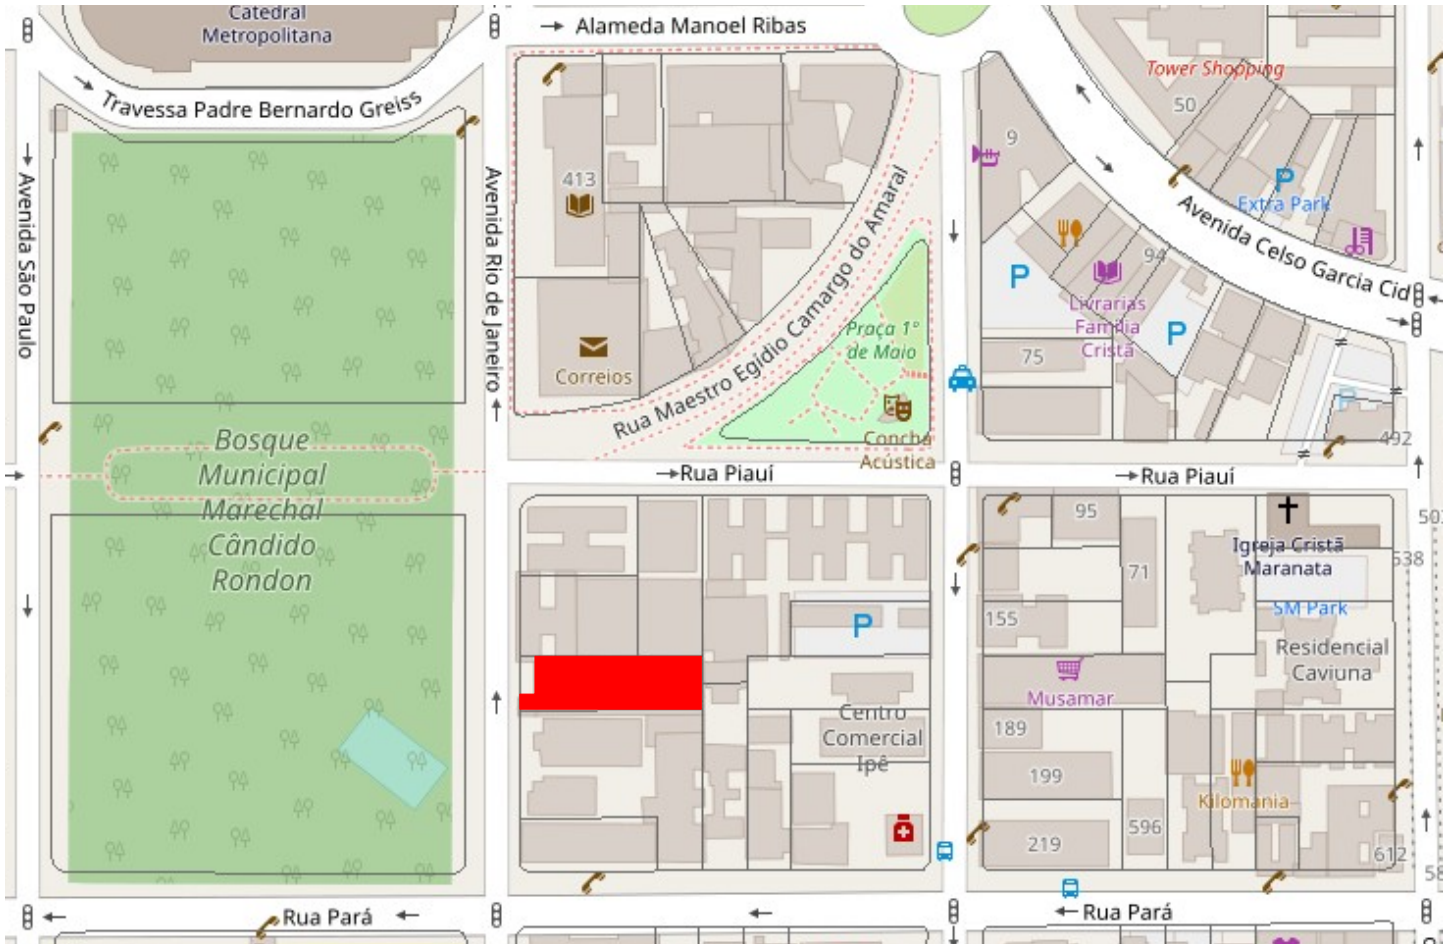 Catedral
Metropolitana
Alameda Manoel Ribas
Tower Shopping
50
Travessa Padre Bernardo Greiss
9
Avenida São Paulo
Avenida Rio de Janeiro
413
Extra Park
Avenida Celso Garcia Cid
Rua Maestro Egídio Camargo do Amaral
94
P
P
P
Livrarias
Família
Cristã
Praça 1°
de Maio
75
P
Correios
Concha
Acústica
492
Bosque
Municipal
Marechal
Cândido
Rondon
Rua Piauí
Rua Piauí
95
Igreja Cristã
Maranata
538
71
SM Park
155
P
Residencial
Caviuna
Musamar
Centro
Comercial
Ipê
189
199
Kilomania
596
219
612
Rua Pará
Rua Pará